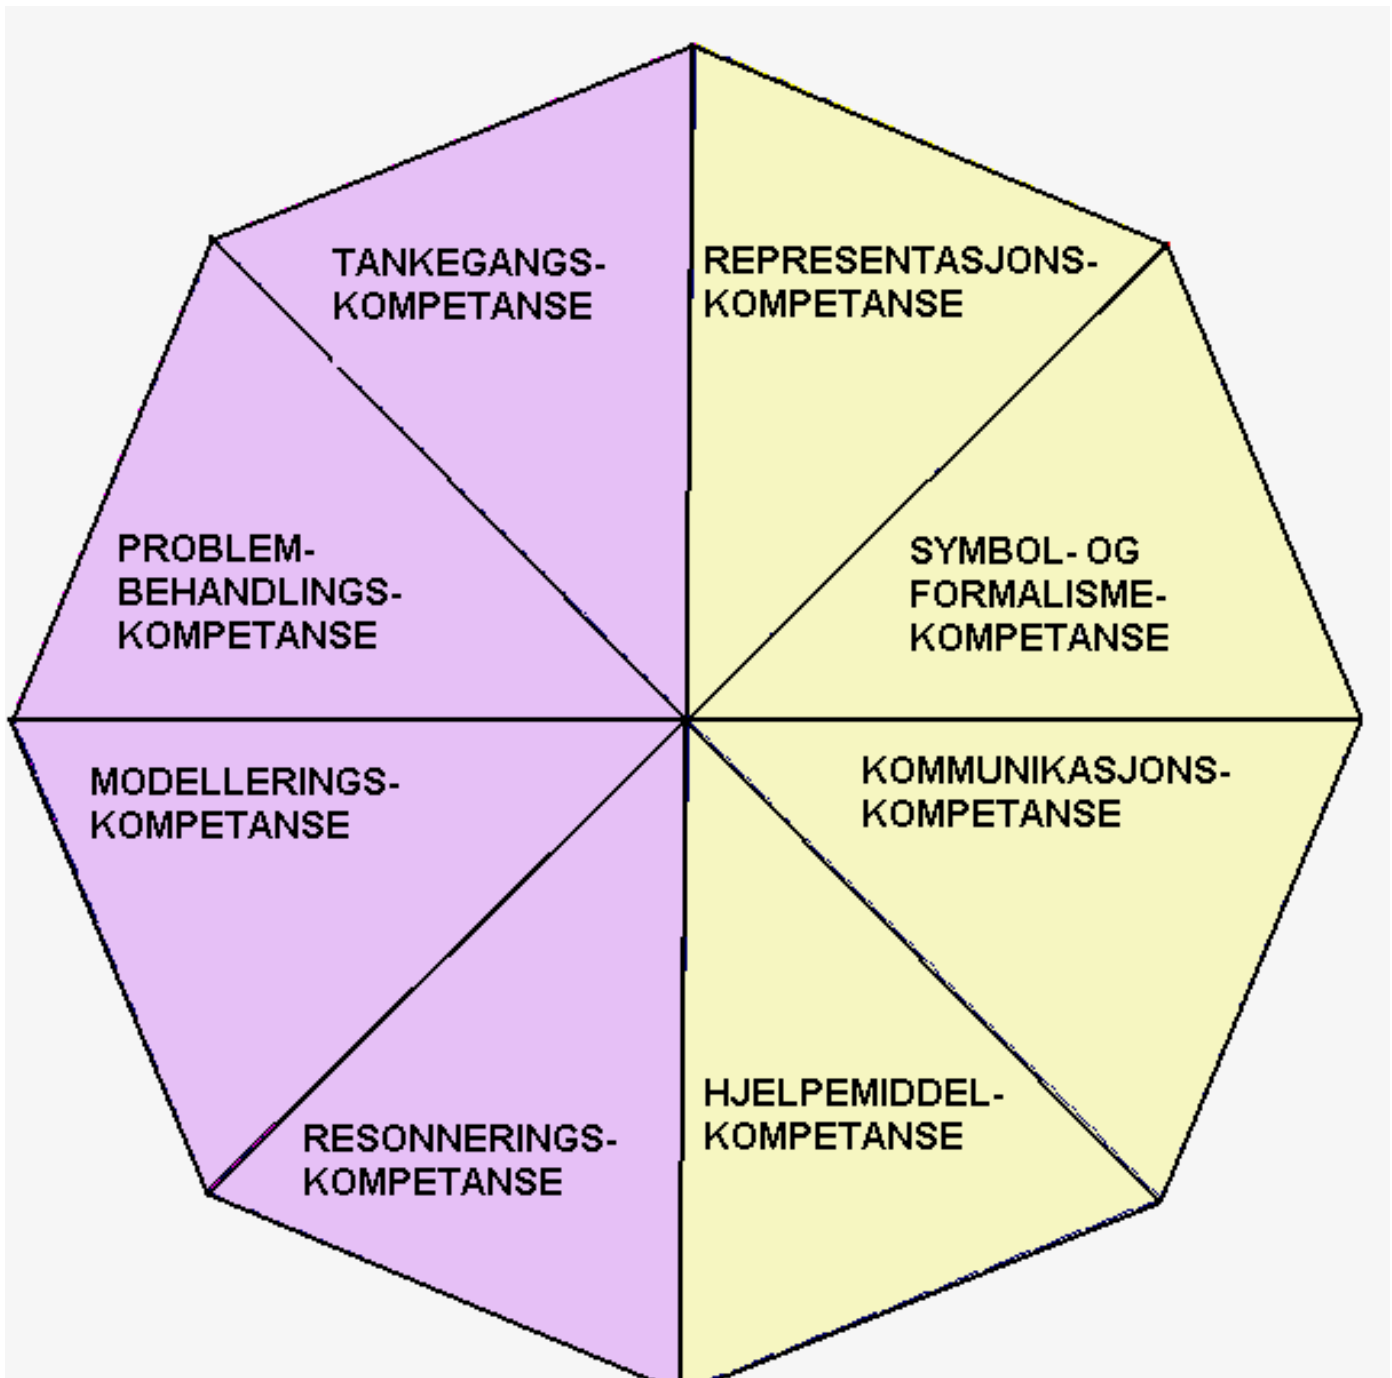 TANKEGANGS-
KOMPETANSE
REPRESENTASJONS-
KOMPETANSE
PROBLEM-
BEHANDLINGS-
KOMPETANSE
SYMBOL- OG
FORMALISME-
KOMPETANSE
MODELLERINGS-
KOMPETANSE
KOMMUNIKASJONS-
KOMPETANSE
RESONNERINGS-
KOMPETANSE
HJELPEMIDDEL-
KOMPETANSE